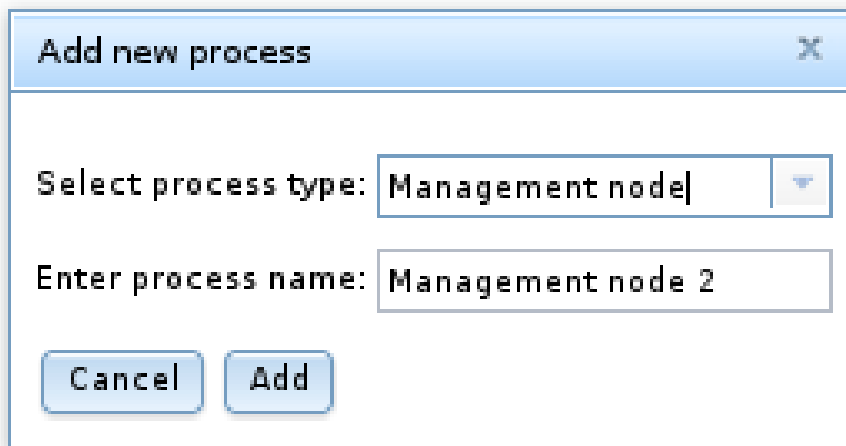 Add new process
Select process type: Management node
Enter process name: Management node 2
Cancel Add